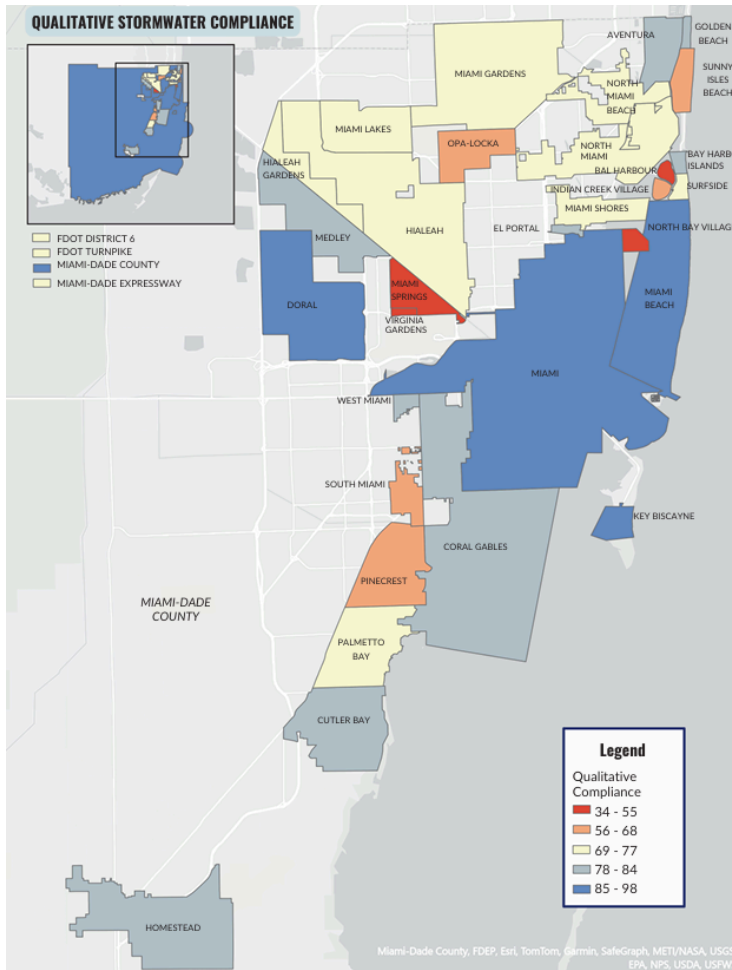 QUALITATIVE STORMWATER COMPLIANCE
FDOT DISTRICT 6
FDOT TURNPIKE
MIAMI-DADE COUNTY
MIAMI-DADE EXPRESSWAY
GOLDEN
BEACH
AVENTURA
SUNNY
ISLES
BEACH
MIAMI GARDENS
NORTH
MIAMI
BEACH
MIAMI LAKES
OPA-LOCKA
NORTH
MIAMI
HIALEAH
GARDENS
BAY HARBO
ISLANDS
BAL HARBOUR
INDIAN CREEK VILLAGE
SURFSIDE
MIAMI SHORES
EL PORTAL
NORTH BAY VILLAG
HIALEAH
MEDLEY
MIAMI
SPRINGS
VIRGINIA
GARDENS
DORAL
MIAMI
BEACH
MIAMI
WEST MIAMI
SOUTH MIAMI
KEY BISCAYNE
CORAL GABLES
PINECREST
MIAMI-DADE
COUNTY
PALMETTO
BAY
CUTLER BAY
HOMESTEAD
Legend
Qualitative
Compliance
34 - 55
56 - 68
69 - 77
78 - 84
85 - 98
Miami-Dade County, FDEP, Esri, TomTom, Garmin, SafeGraph, METI/NASA, USGS
EPA, NPS, USDA, USFW